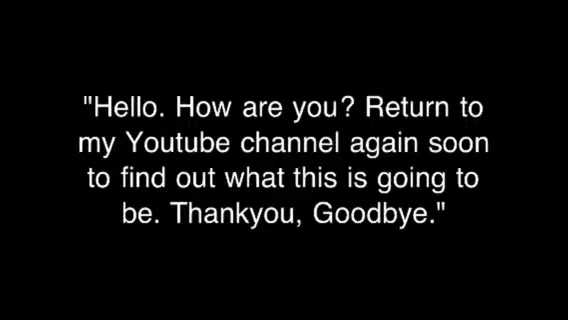 "Hello. How are you? Return to
my Youtube channel again soon
to find out what this is going to
be. Thankyou, Goodbye."